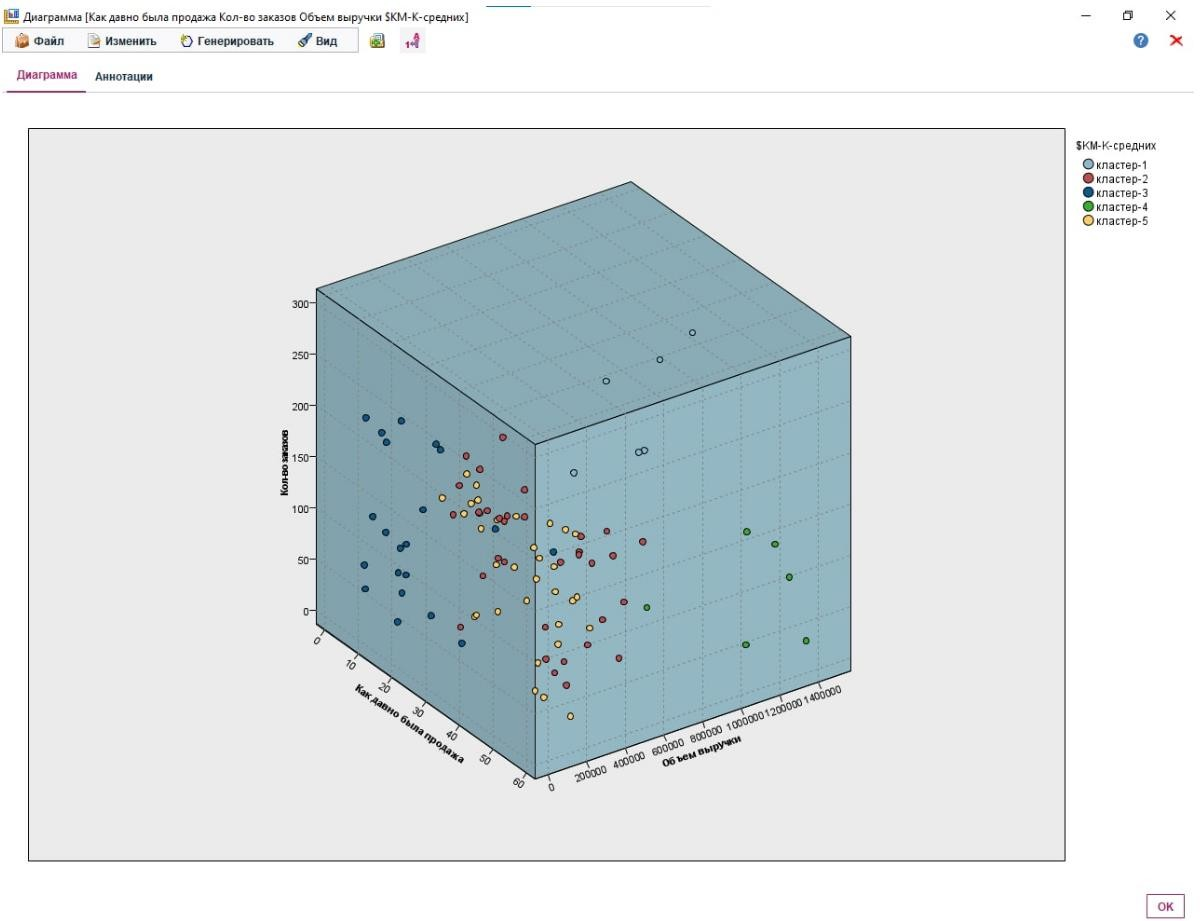 Диаграмма [Как давно была продажа Кол-во заказов Объем выручки $KM-K-средних]
Файл Изменить Генерировать Вид
Диаграмма Аннотации
$KM-K-средних
кластер-1
кластер-2
кластер-3
кластер-4
кластер-5
300
250
200
150
100
50
0
Кол-во заказов
0
10
20
30
40
50
60
Как давно была продажа
0
200000
400000
600000
800000
1000000
1200000
1400000
Объем выручки
OK